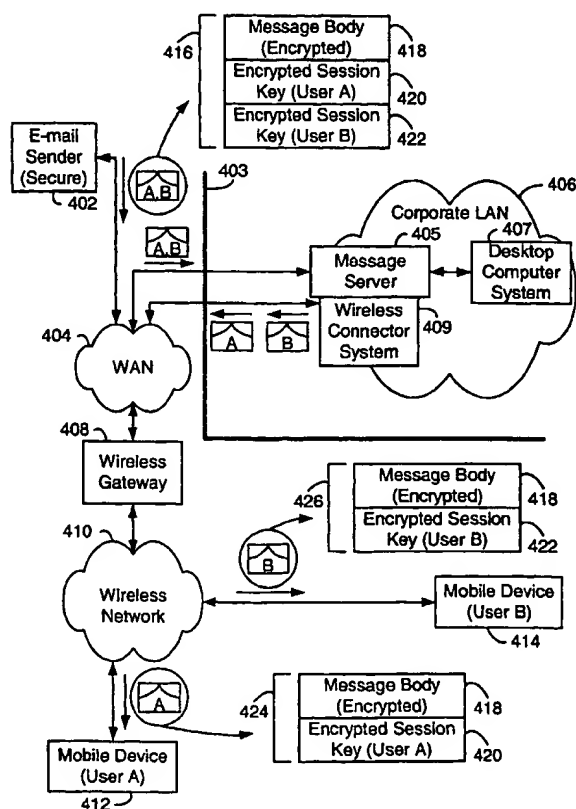 Message Body
(Encrypted)
418
416
Encrypted Session
Key (User A)
420
Encrypted Session
Key (User B)
422
E-mail
Sender
(Secure)
402
A,B
403
406
Corporate LAN
A,B
405
407
Message
Server
Desktop
Computer
System
Wireless
Connector
System
409
A
B
404
WAN
408
Wireless
Gateway
426
Message Body
(Encrypted)
418
Encrypted Session
Key (User B)
422
410
B
Wireless
Network
Mobile Device
(User B)
414
A
424
Message Body
(Encrypted)
418
Encrypted Session
Key (User A)
420
Mobile Device
(User A)
412